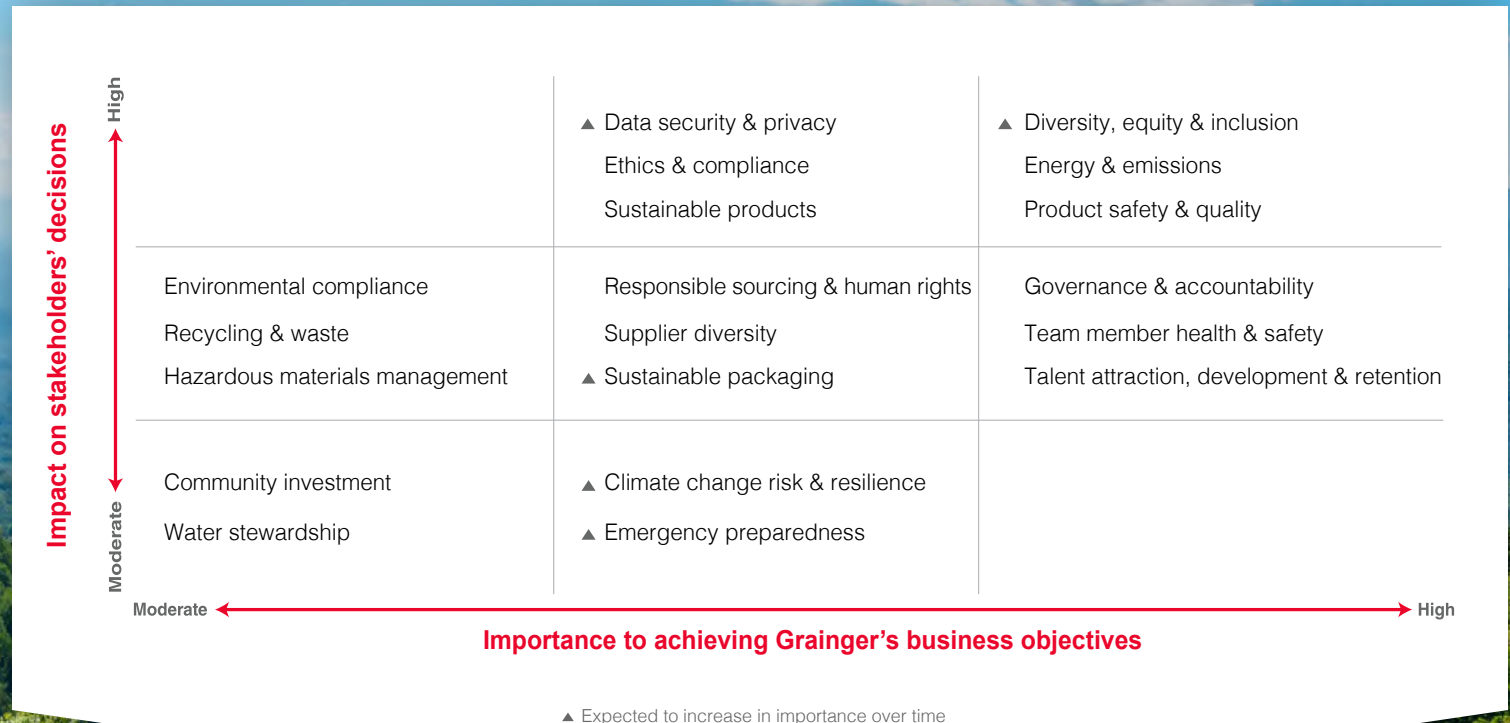 Impact on stakeholders' decisions
High
Moderate
▲ Data security & privacy
Ethics & compliance
Sustainable products
▲ Diversity, equity & inclusion
Energy & emissions
Product safety & quality
Environmental compliance
Recycling & waste
Hazardous materials management
Responsible sourcing & human rights
Supplier diversity
▲ Sustainable packaging
Governance & accountability
Team member health & safety
Talent attraction, development & retention
Community investment
Water stewardship
▲ Climate change risk & resilience
▲ Emergency preparedness
Moderate
High
Importance to achieving Grainger's business objectives
▲ Expected to increase in importance over time